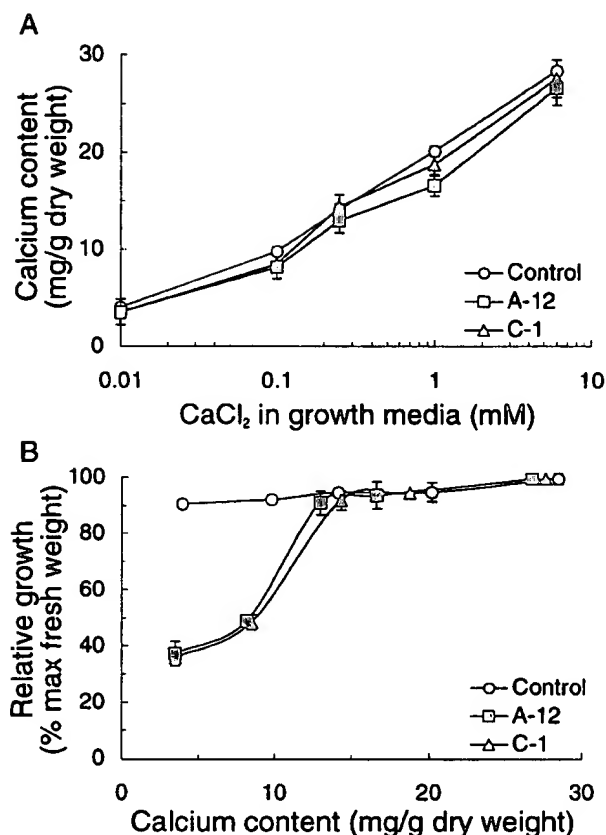 A
Calcium content
(mg/g dry weight)
30
20
10
0
Control
A-12
C-1
0.01
0.1
1
10
CaCl₂ in growth media (mM)
B
Relative growth
(% max fresh weight)
100
80
60
40
20
0
Control
A-12
C-1
0
10
20
30
Calcium content (mg/g dry weight)